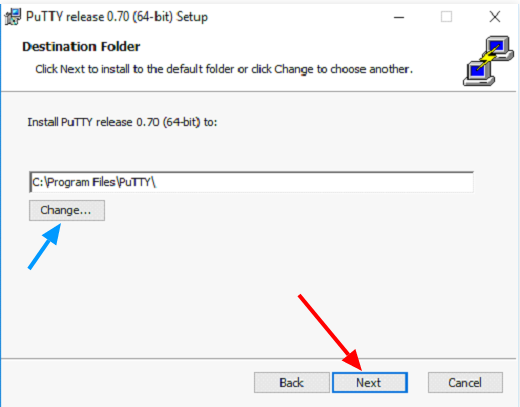 PuTTY release 0.70 (64-bit) Setup
Destination Folder
Click Next to install to the default folder or click Change to choose another.
Install PuTTY release 0.70 (64-bit) to:
C:\Program Files\PuTTY\
Change...
Back Next Cancel